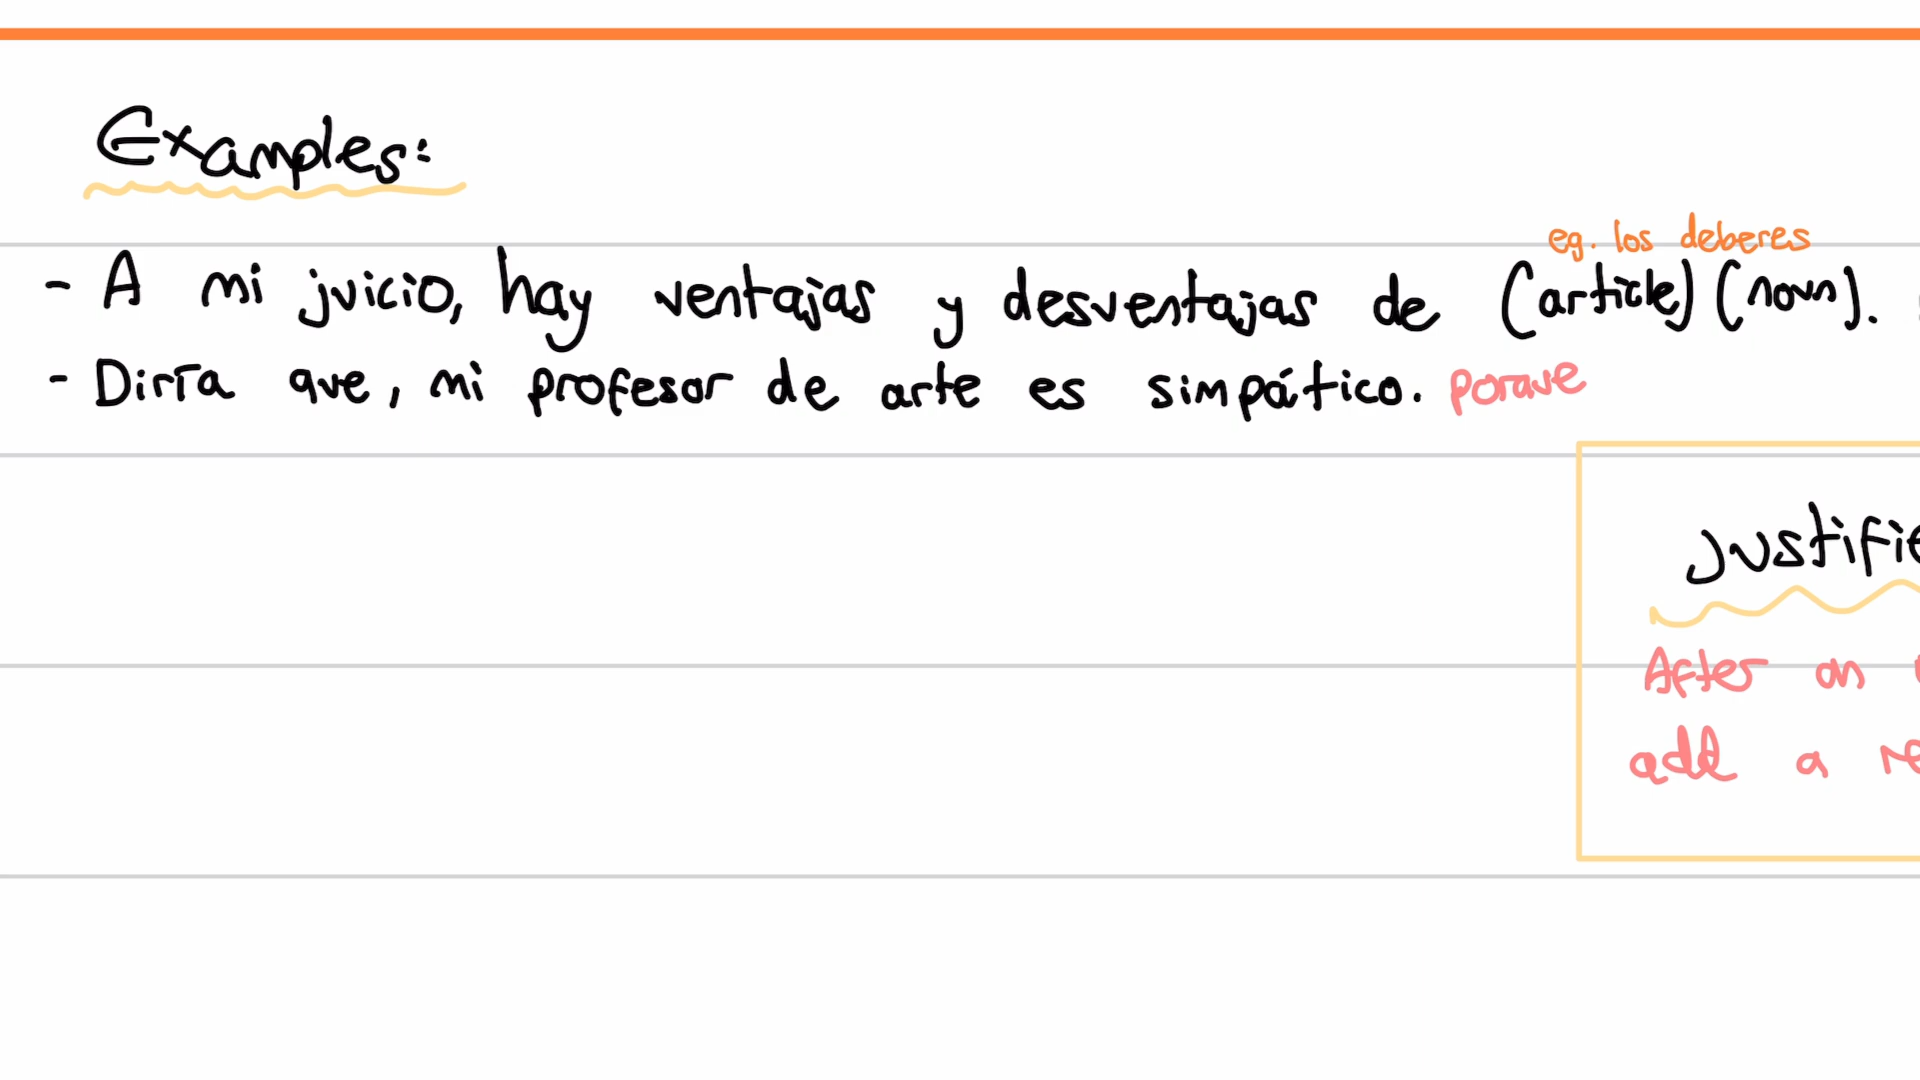 Examples:
eg. los deberes
- A mi juicio, hay ventajas y desventajas de (article) (noun).
- Diría que, mi profesor de arte es simpático. porque
Justifie
After an
add a re